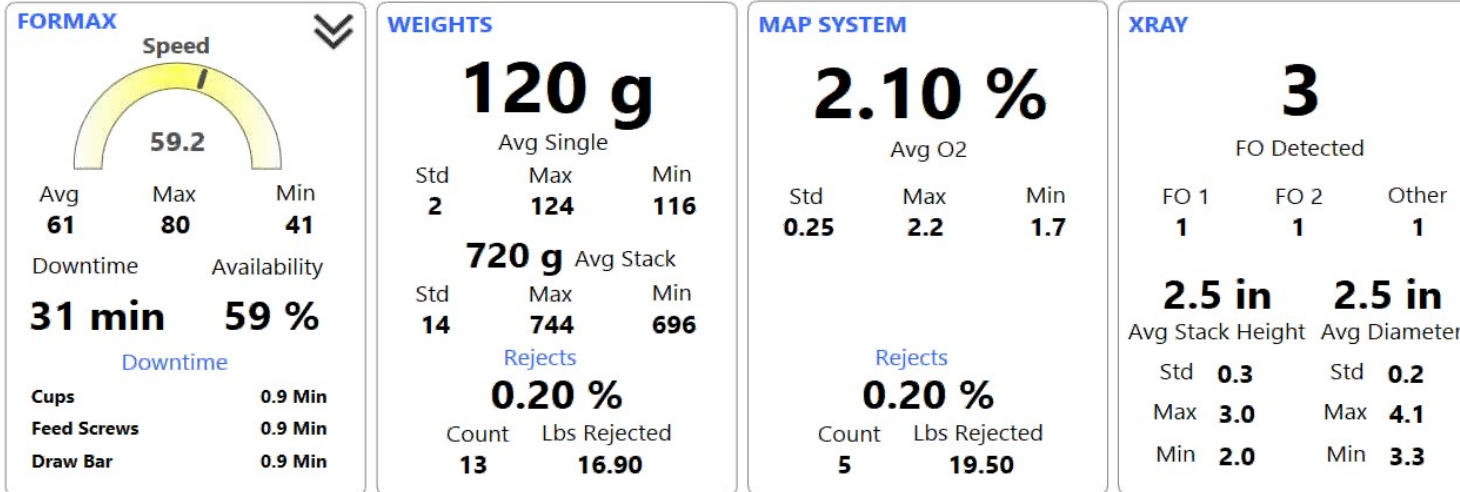 FORMAX
Speed
59.2
Avg Max Min
61 80 41
Downtime Availability
31 min 59 %
Downtime
Cups 0.9 Min
Feed Screws 0.9 Min
Draw Bar 0.9 Min
WEIGHTS
120 g
Avg Single
Std Max Min
2 124 116
720 g Avg Stack
Std Max Min
14 744 696
Rejects
0.20 %
Count Lbs Rejected
13 16.90
MAP SYSTEM
2.10 %
Avg O2
Std Max Min
0.25 2.2 1.7
Rejects
0.20 %
Count Lbs Rejected
5 19.50
XRAY
3
FO Detected
FO 1 FO 2 Other
1 1 1
2.5 in 2.5 in
Avg Stack Height Avg Diameter
Std 0.3 Std 0.2
Max 3.0 Max 4.1
Min 2.0 Min 3.3